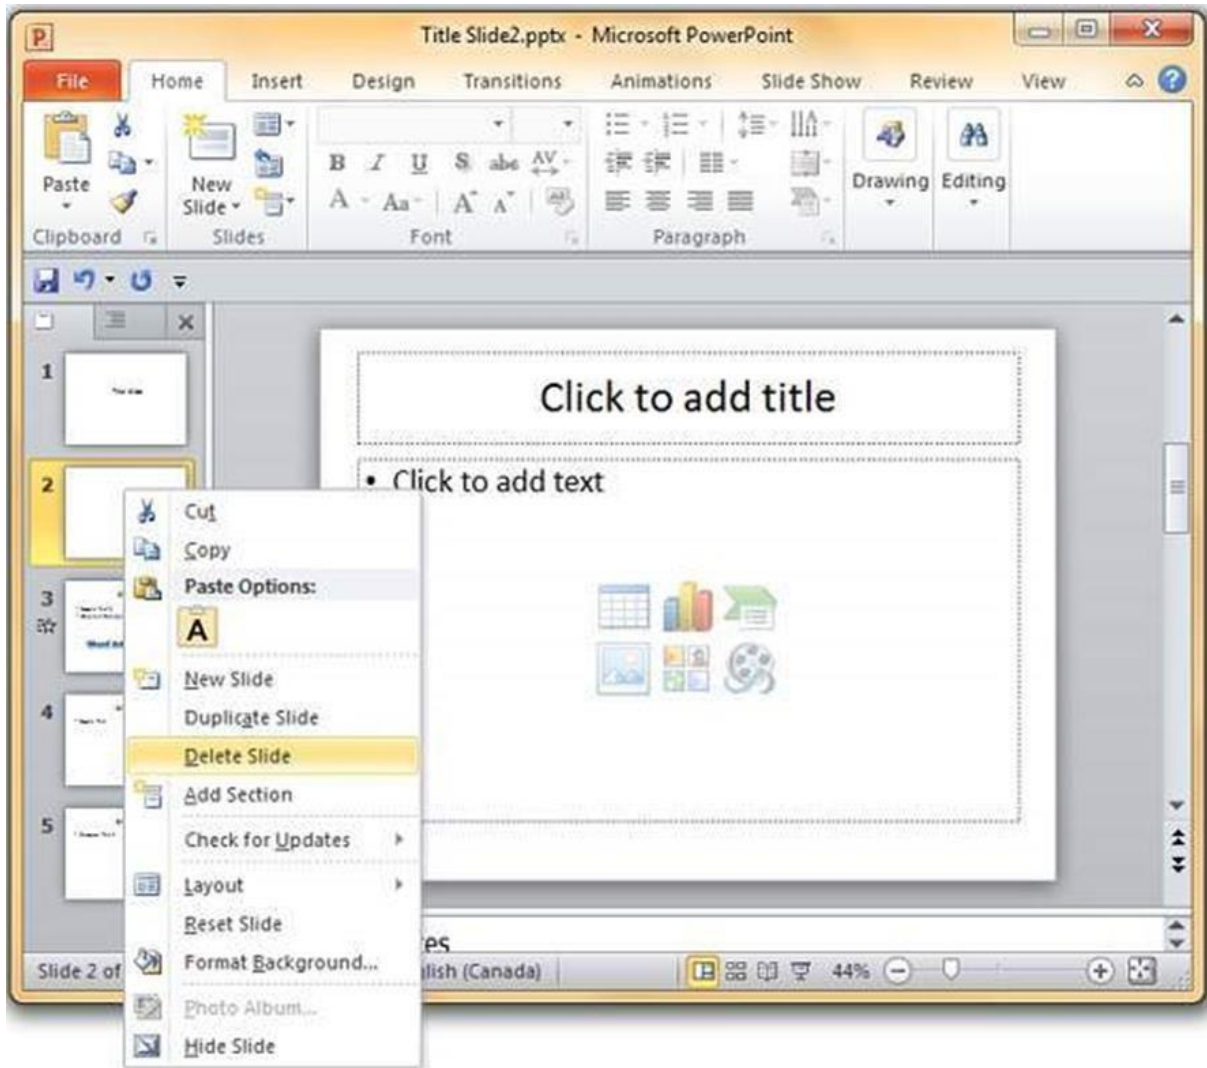 Title Slide2.pptx - Microsoft PowerPoint
File Home Insert Design Transitions Animations Slide Show Review View
Paste
New Slide
B I U S abc AV
A Aa A A
Drawing Editing
Clipboard Slides Font Paragraph
1
2
3
4
5
Click to add title
• Click to add text
Cut
Copy
Paste Options:
A
New Slide
Duplicate Slide
Delete Slide
Add Section
Check for Updates
Layout
Reset Slide
Format Background...
Photo Album...
Hide Slide
Slide 2 of
(Canada)
44%